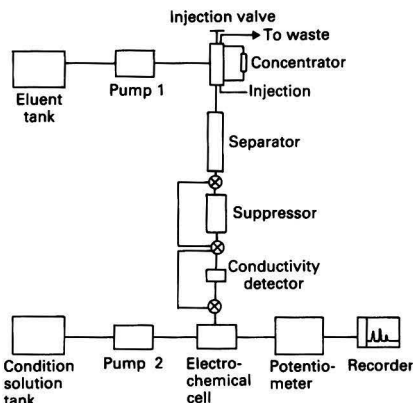 Injection valve
To waste
Concentrator
Injection
Eluent
tank
Pump 1
Separator
Suppressor
Conductivity
detector
Condition
solution
tank
Pump 2
Electro-
chemical
cell
Potentio-
meter
Recorder